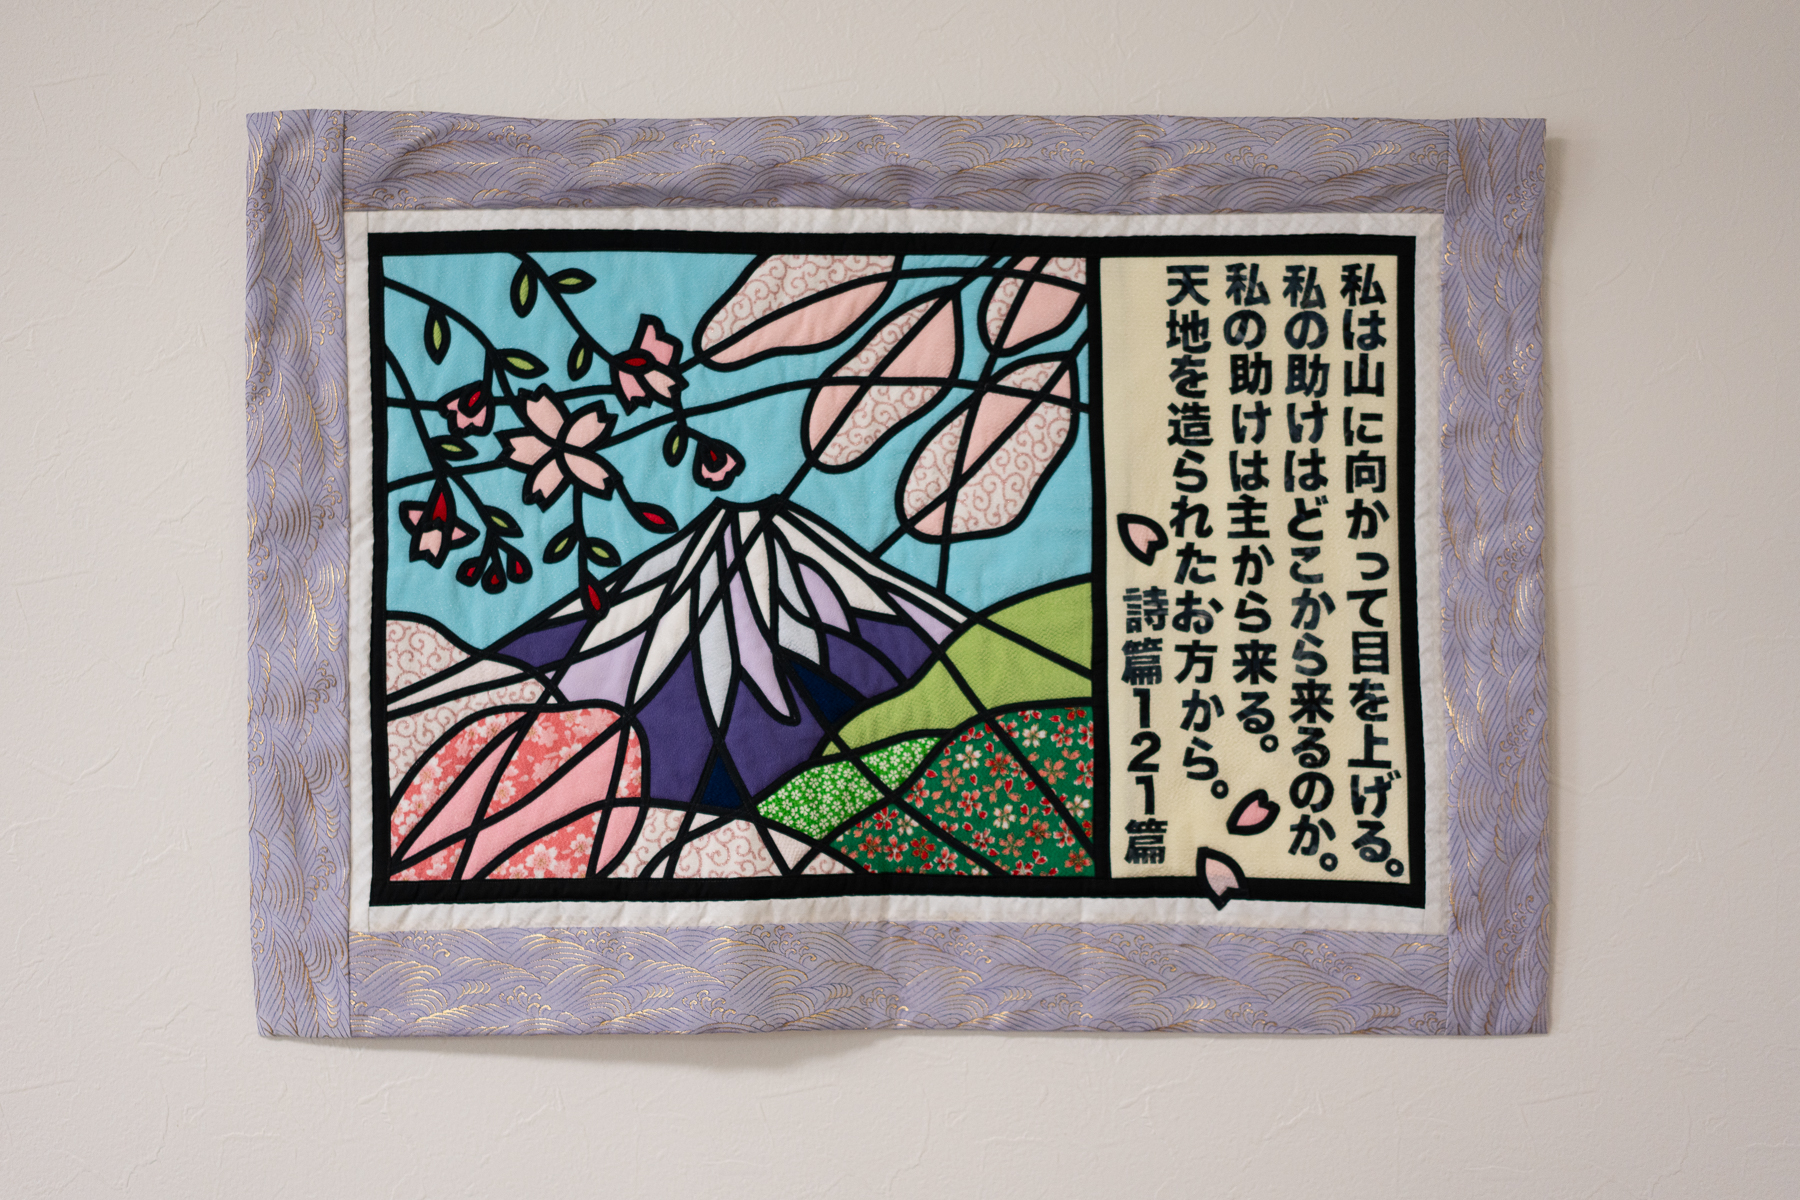 私は山に向かって目を上げる。
私の助けはどこから来るのか。
私の助けは主から来る。
天地を造られたお方から。
詩篇121篇